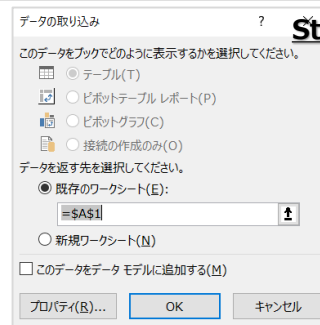 データの取り込み ?
St
このデータをブックでどのように表示するかを選択してください。
テーブル(T)
ピボットテーブル レポート(P)
ピボットグラフ(C)
接続の作成のみ(O)
データを返す先を選択してください。
既存のワークシート(E):
=$A$1
新規ワークシート(N)
このデータをデータ モデルに追加する(M)
プロパティ(R)... OK キャンセル